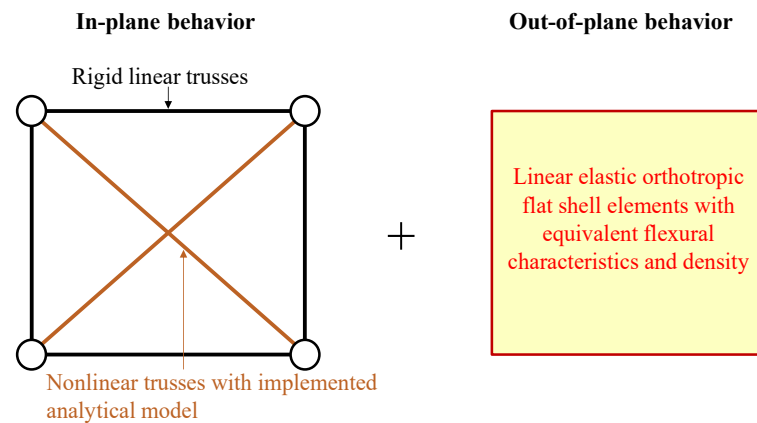 In-plane behavior
Out-of-plane behavior
Rigid linear trusses
+
Linear elastic orthotropic
flat shell elements with
equivalent flexural
characteristics and density
Nonlinear trusses with implemented
analytical model